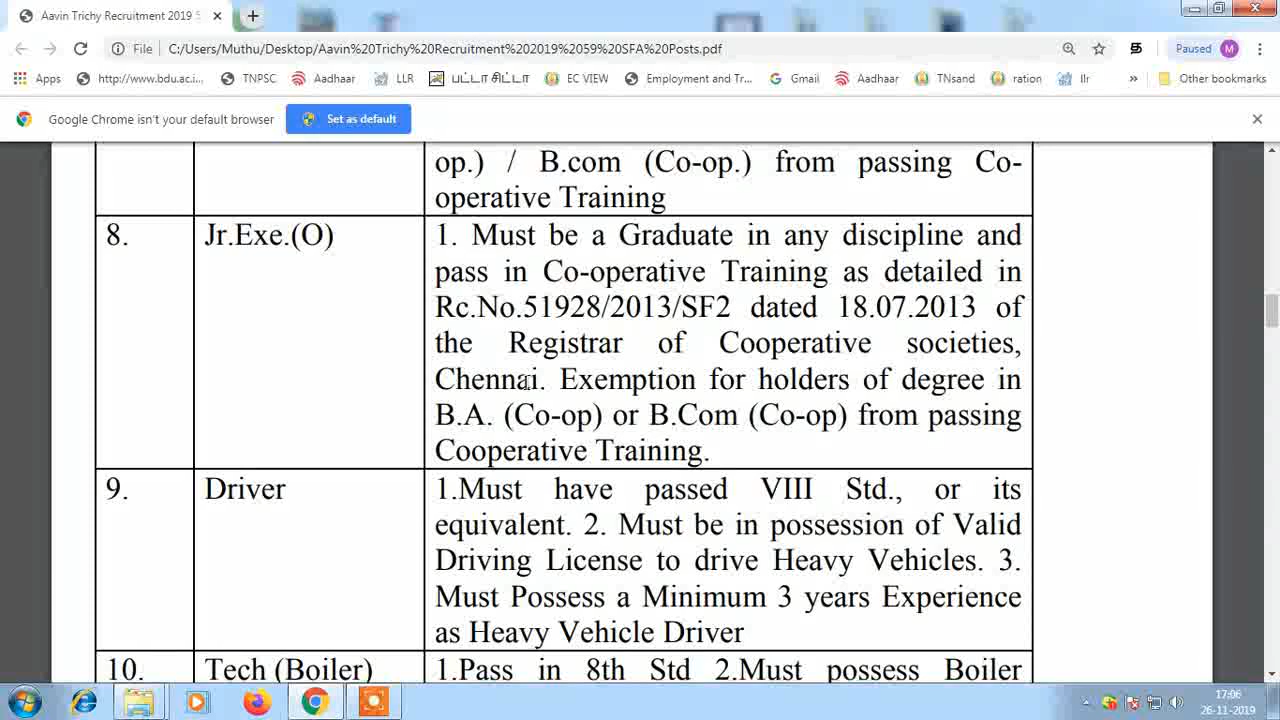 Aavin Trichy Recruitment 2019 5
File C:/Users/Muthu/Desktop/Aavin%20Trichy%20Recruitment%202019%2059%20SFA%20Posts.pdf Paused M
Apps http://www.bdu.ac.i... TNPSC Aadhaar LLR பட்டா சிட்டா EC VIEW Employment and Tr... Gmail Aadhaar TNsand ration llr » Other bookmarks
Google Chrome isn't your default browser Set as default
op.) / B.com (Co-op.) from passing Co-
operative Training
8. Jr.Exe.(O) 1. Must be a Graduate in any discipline and
pass in Co-operative Training as detailed in
Rc.No.51928/2013/SF2 dated 18.07.2013 of
the Registrar of Cooperative societies,
Chennai. Exemption for holders of degree in
B.A. (Co-op) or B.Com (Co-op) from passing
Cooperative Training.
9. Driver 1.Must have passed VIII Std., or its
equivalent. 2. Must be in possession of Valid
Driving License to drive Heavy Vehicles. 3.
Must Possess a Minimum 3 years Experience
as Heavy Vehicle Driver
10. Tech (Boiler) 1.Pass in 8th Std 2.Must possess Boiler
17:06
26-11-2019